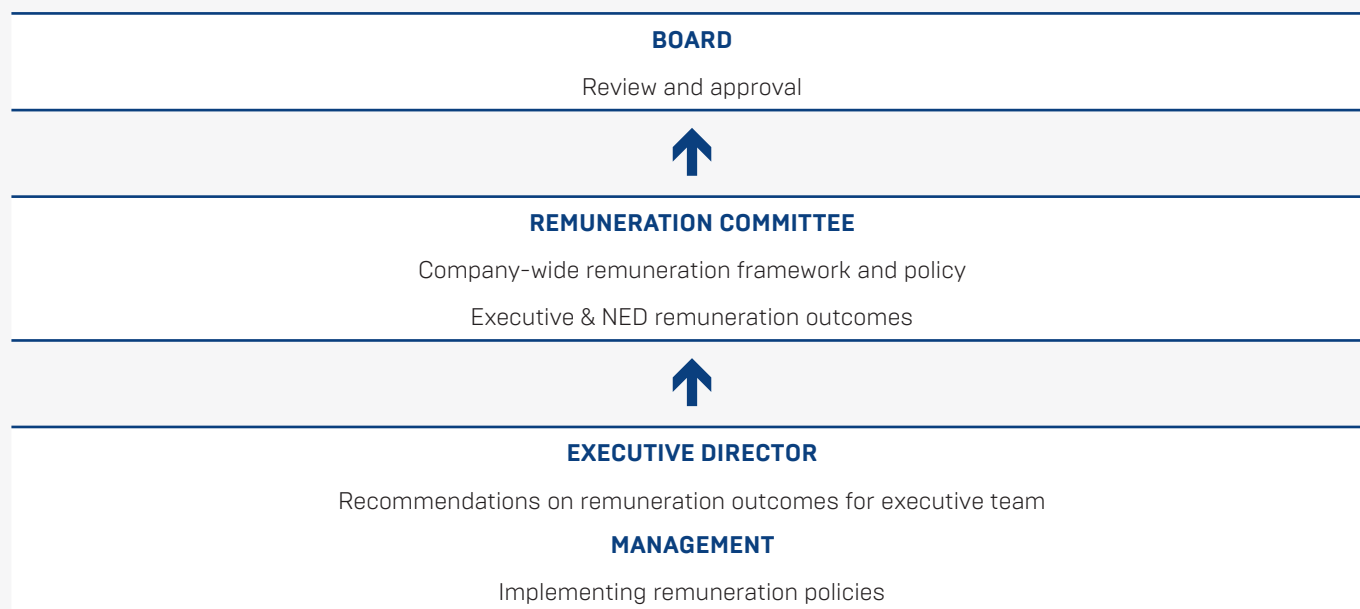 BOARD
Review and approval
REMUNERATION COMMITTEE
Company-wide remuneration framework and policy
Executive & NED remuneration outcomes
EXECUTIVE DIRECTOR
Recommendations on remuneration outcomes for executive team
MANAGEMENT
Implementing remuneration policies